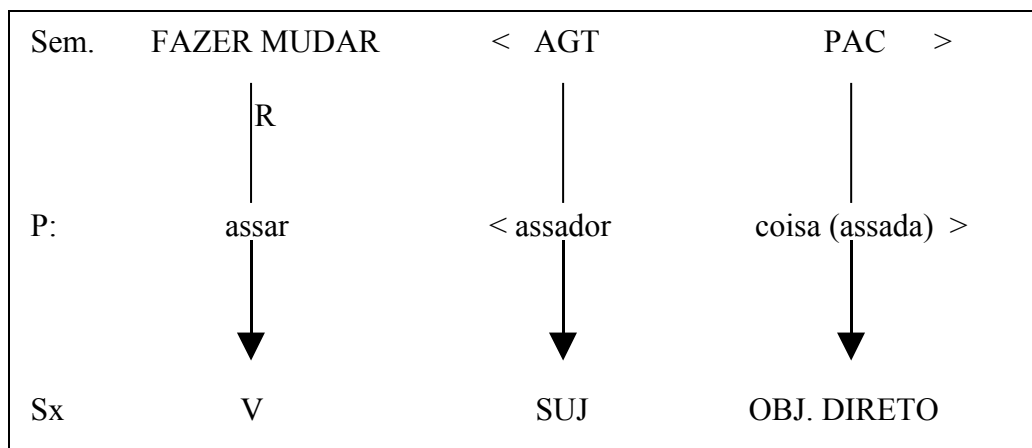 Sem. FAZER MUDAR < AGT PAC >
R
P: assar < assador coisa (assada) >
Sx V SUJ OBJ. DIRETO